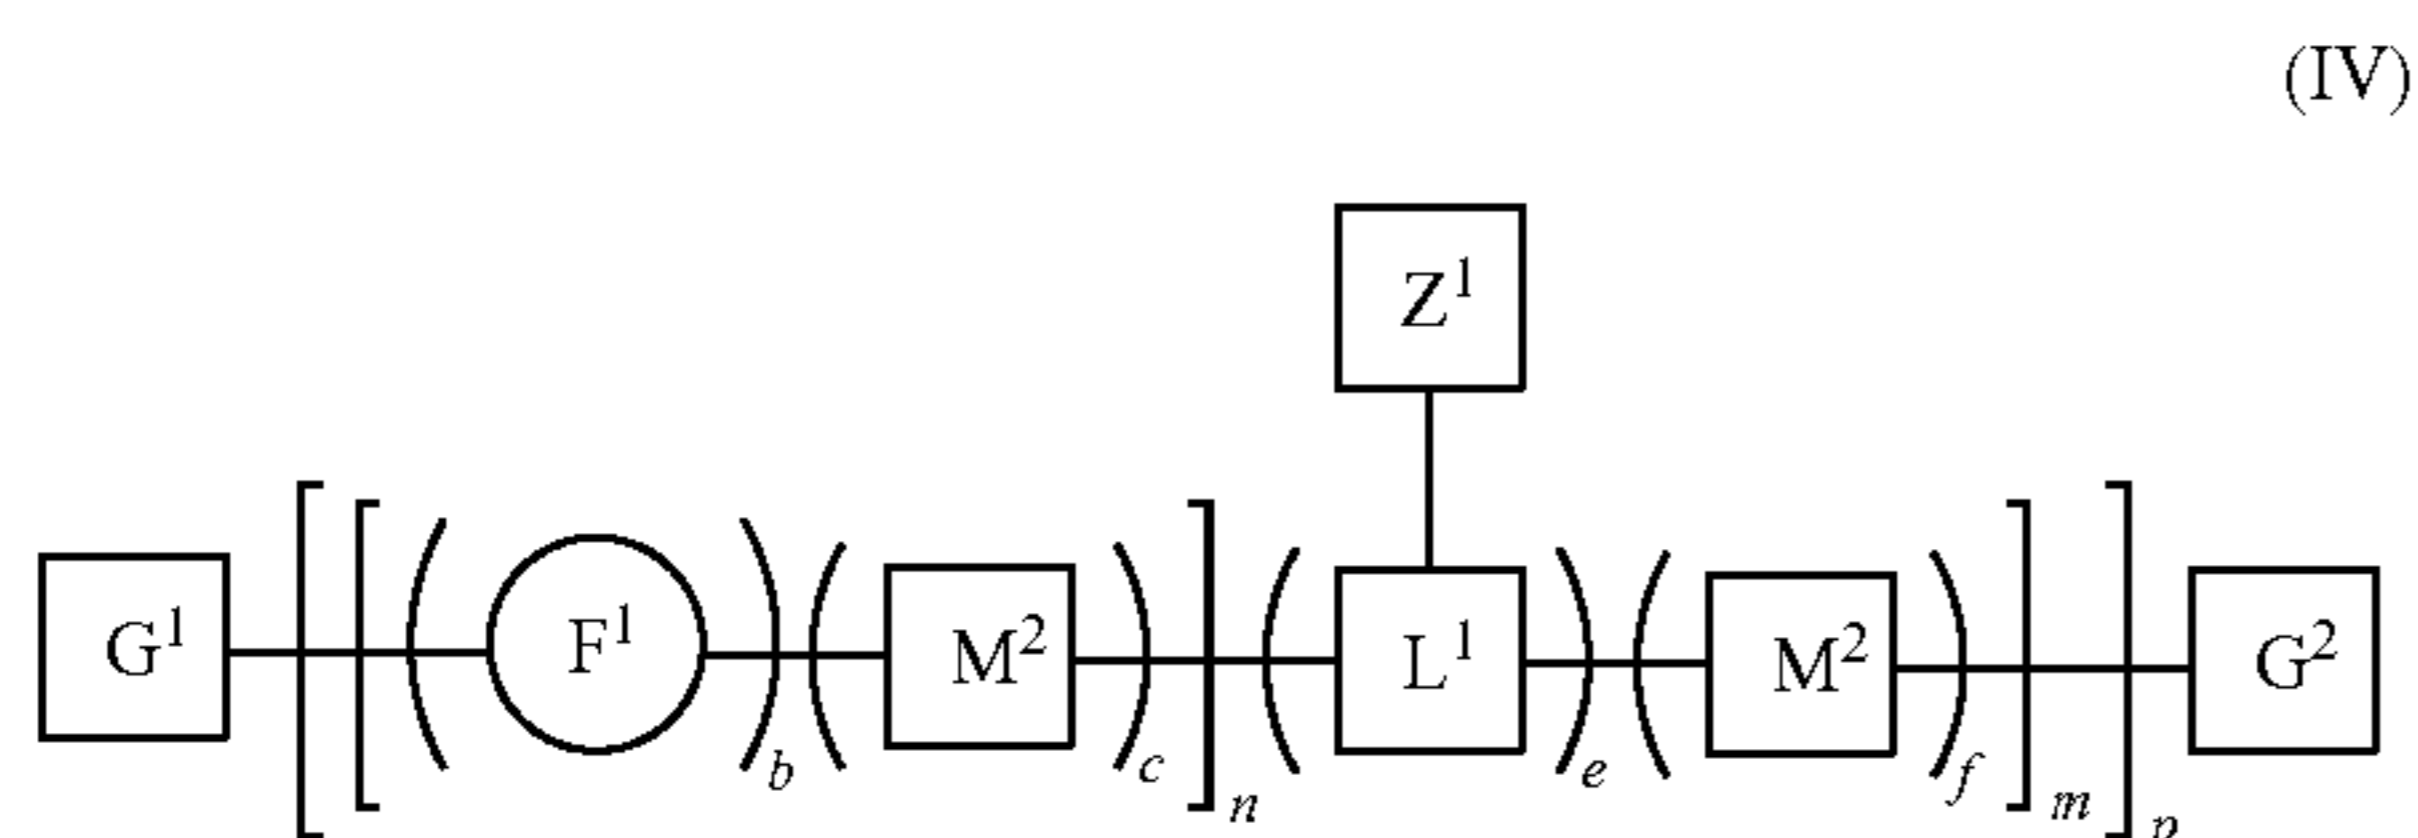 (IV)
Z¹
G¹ [ [ ( F¹ )b ( M² )c ]n ( L¹ )e ( M² )f ]m ] G²